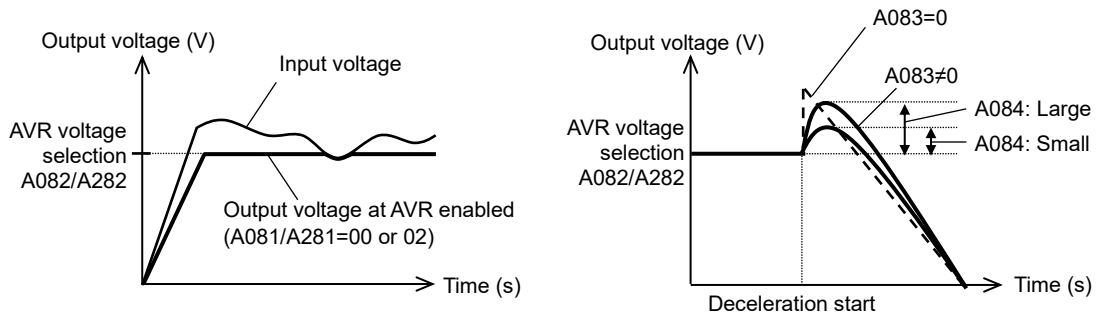 Output voltage (V)
Input voltage
AVR voltage
selection
A082/A282
Output voltage at AVR enabled
(A081/A281=00 or 02)
Time (s)
A083=0
Output voltage (V)
A083≠0
A084: Large
A084: Small
AVR voltage
selection
A082/A282
Time (s)
Deceleration start